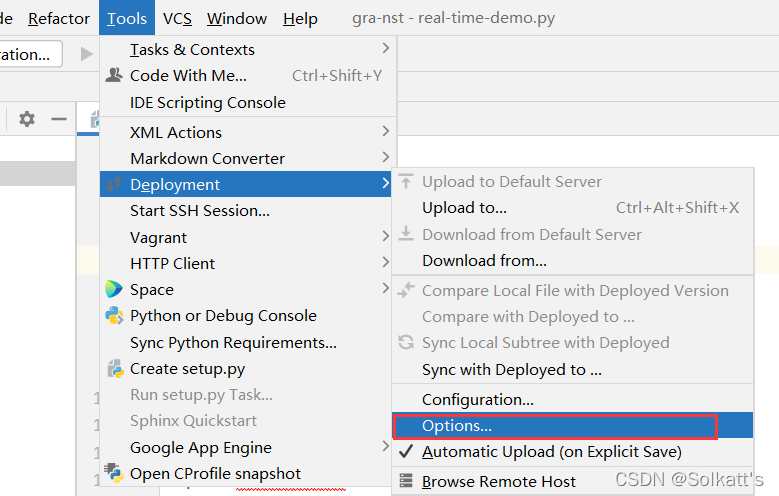 de Refactor Tools VCS Window Help gra-nst - real-time-demo.py
ration...
Tasks & Contexts
Code With Me... Ctrl+Shift+Y
IDE Scripting Console
XML Actions
Markdown Converter
Deployment
Start SSH Session...
Vagrant
HTTP Client
Space
Python or Debug Console
Sync Python Requirements...
Create setup.py
Run setup.py Task...
Sphinx Quickstart
Google App Engine
Open CProfile snapshot
Upload to Default Server
Upload to... Ctrl+Alt+Shift+X
Download from Default Server
Download from...
Compare Local File with Deployed Version
Compare with Deployed to ...
Sync Local Subtree with Deployed
Sync with Deployed to ...
Configuration...
Options...
Automatic Upload (on Explicit Save)
Browse Remote Host
1
1
1
1
CSDN @Solkatt's